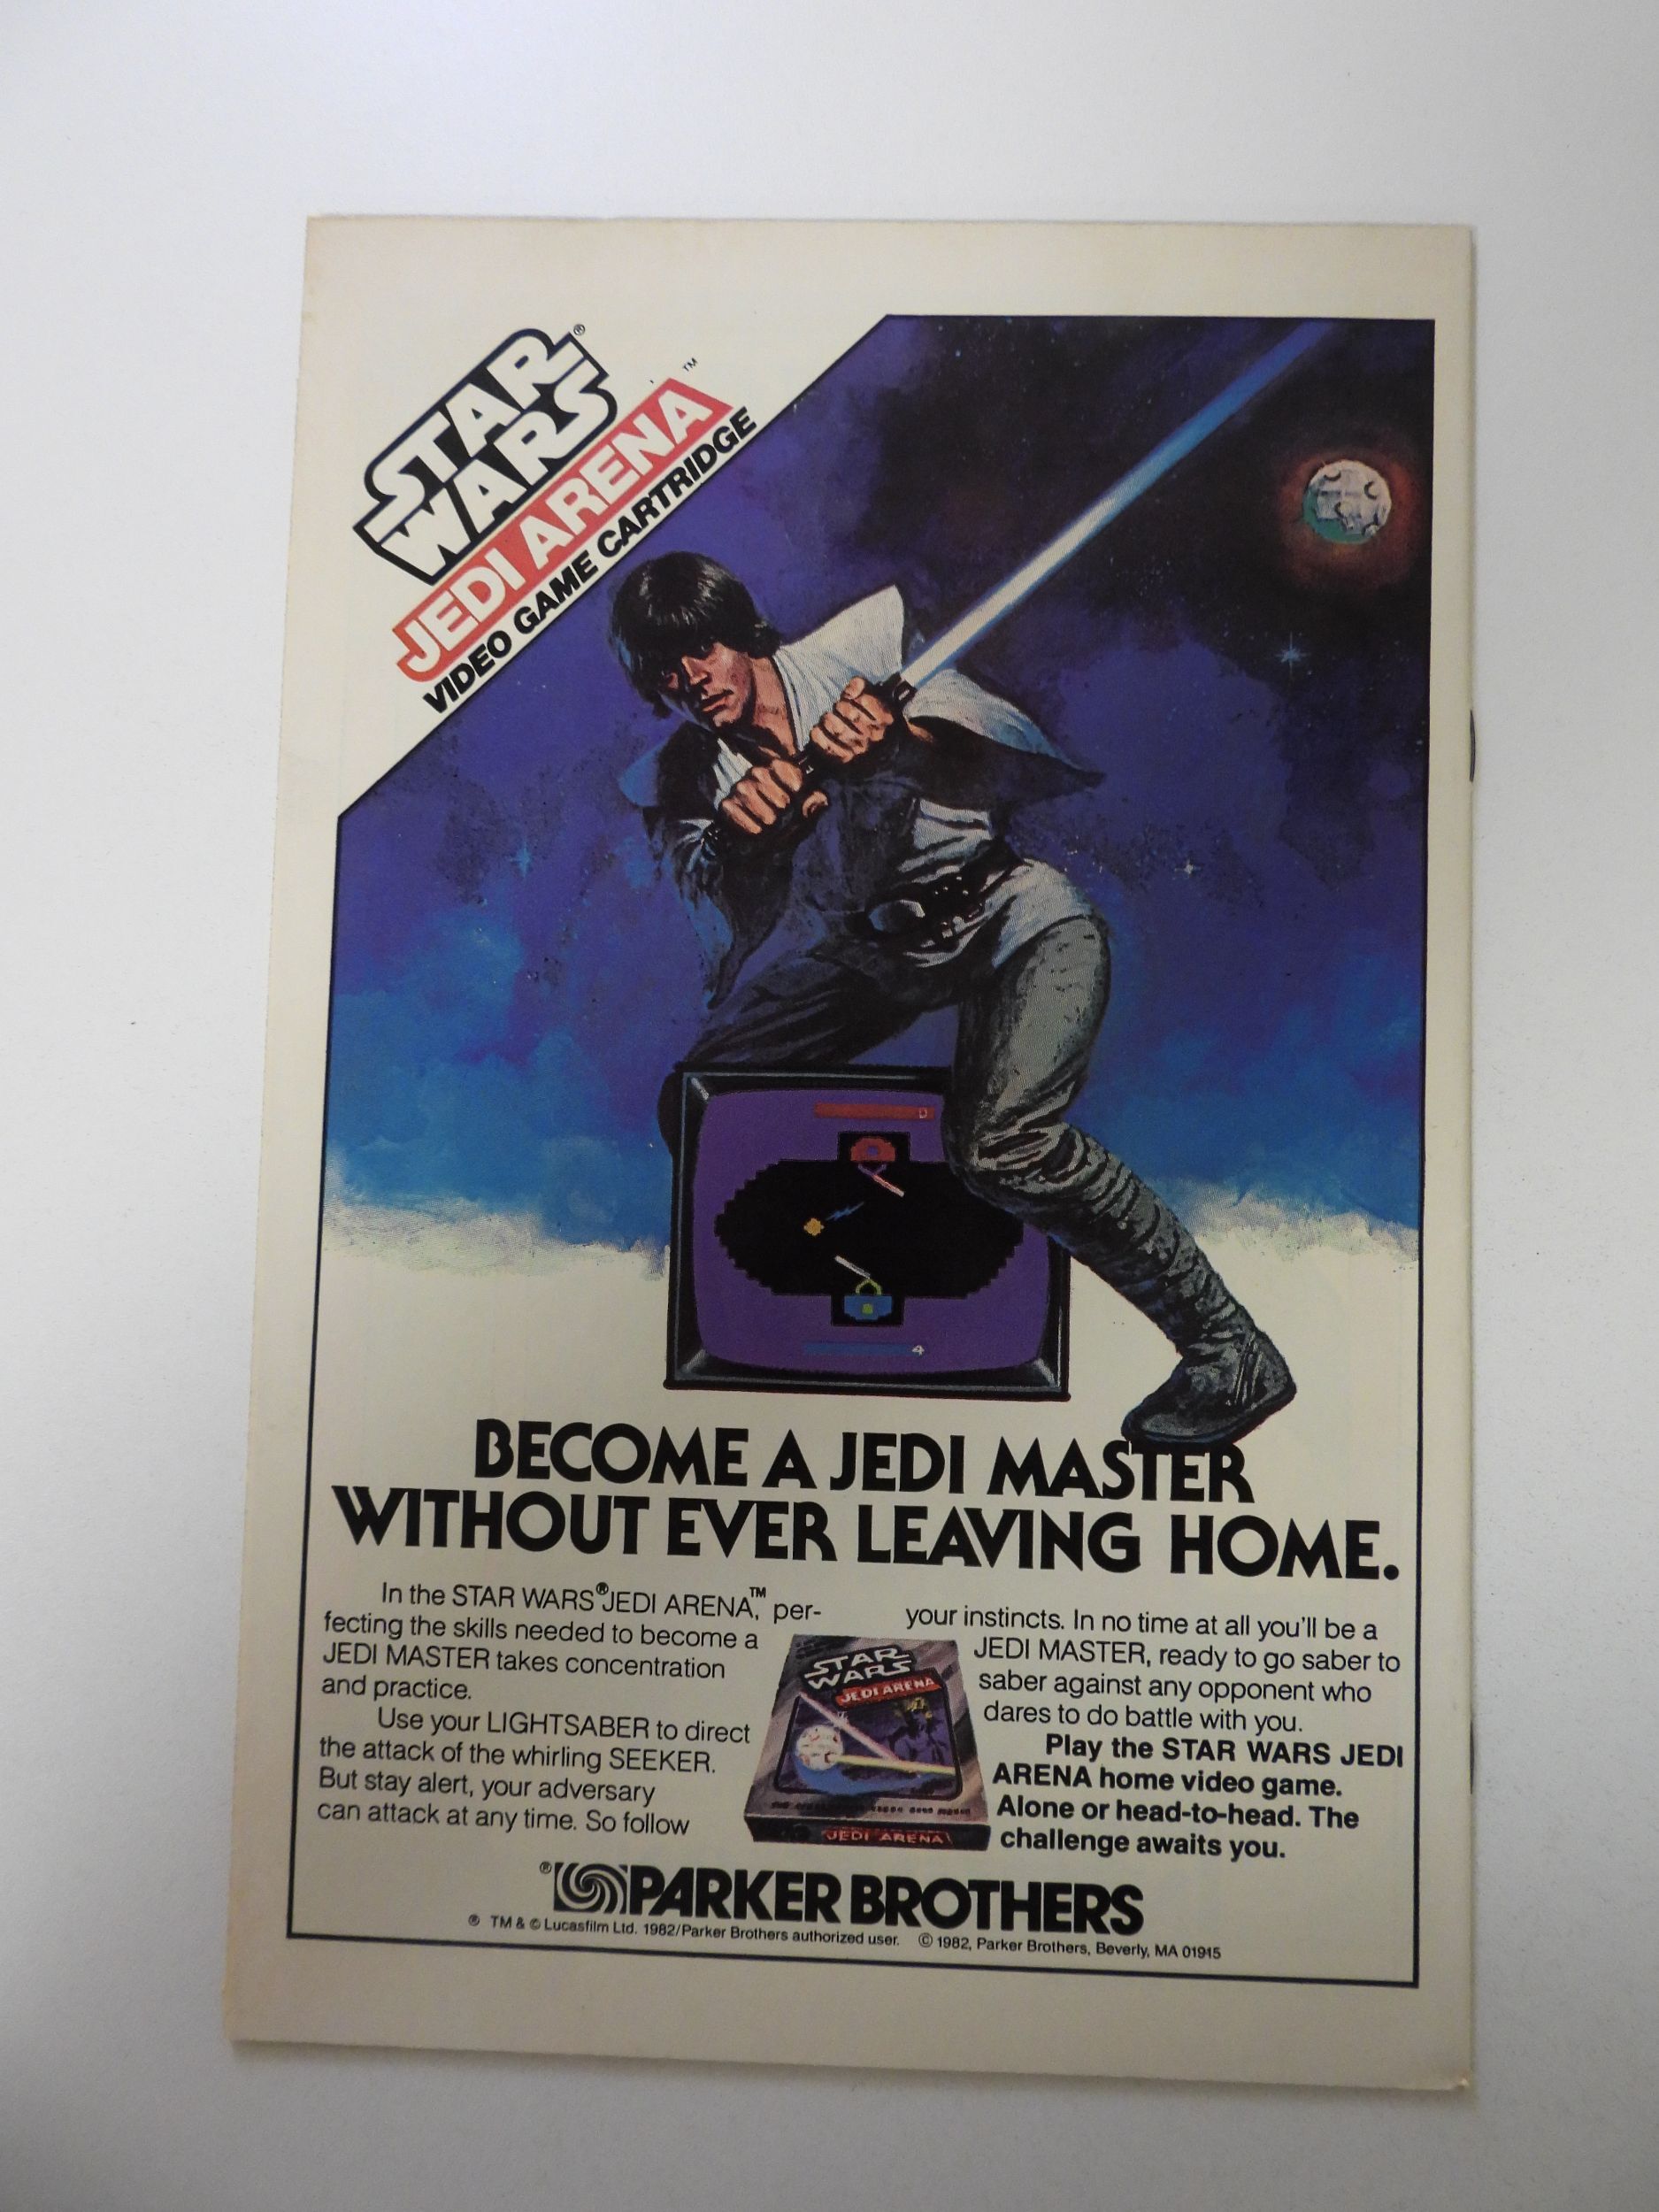 STAR
WARS®
JEDI ARENA™
VIDEO GAME CARTRIDGE
0
4
BECOME A JEDI MASTER
WITHOUT EVER LEAVING HOME.
In the STAR WARS® JEDI ARENA,™ per-
fecting the skills needed to become a
JEDI MASTER takes concentration
and practice.
Use your LIGHTSABER to direct
the attack of the whirling SEEKER.
But stay alert, your adversary
can attack at any time. So follow
your instincts. In no time at all you'll be a
JEDI MASTER, ready to go saber to
saber against any opponent who
dares to do battle with you.
Play the STAR WARS JEDI
ARENA home video game.
Alone or head-to-head. The
challenge awaits you.
STAR
WARS
JEDI ARENA
JEDI ARENA
® PARKER BROTHERS
® TM & © Lucasfilm Ltd. 1982/Parker Brothers authorized user. © 1982, Parker Brothers, Beverly, MA 01915